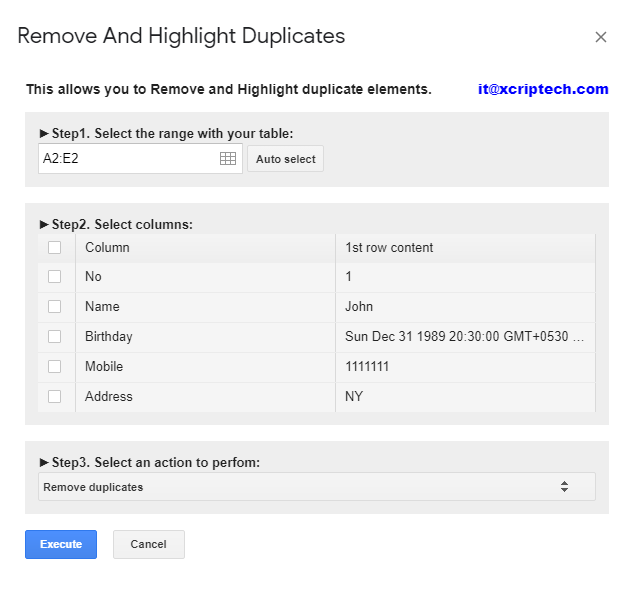 Remove And Highlight Duplicates
This allows you to Remove and Highlight duplicate elements. it@xcriptech.com
►Step1. Select the range with your table:
A2:E2 Auto select
►Step2. Select columns:
Column 1st row content
No 1
Name John
Birthday Sun Dec 31 1989 20:30:00 GMT+0530 ...
Mobile 1111111
Address NY
►Step3. Select an action to perfom:
Remove duplicates
Execute Cancel